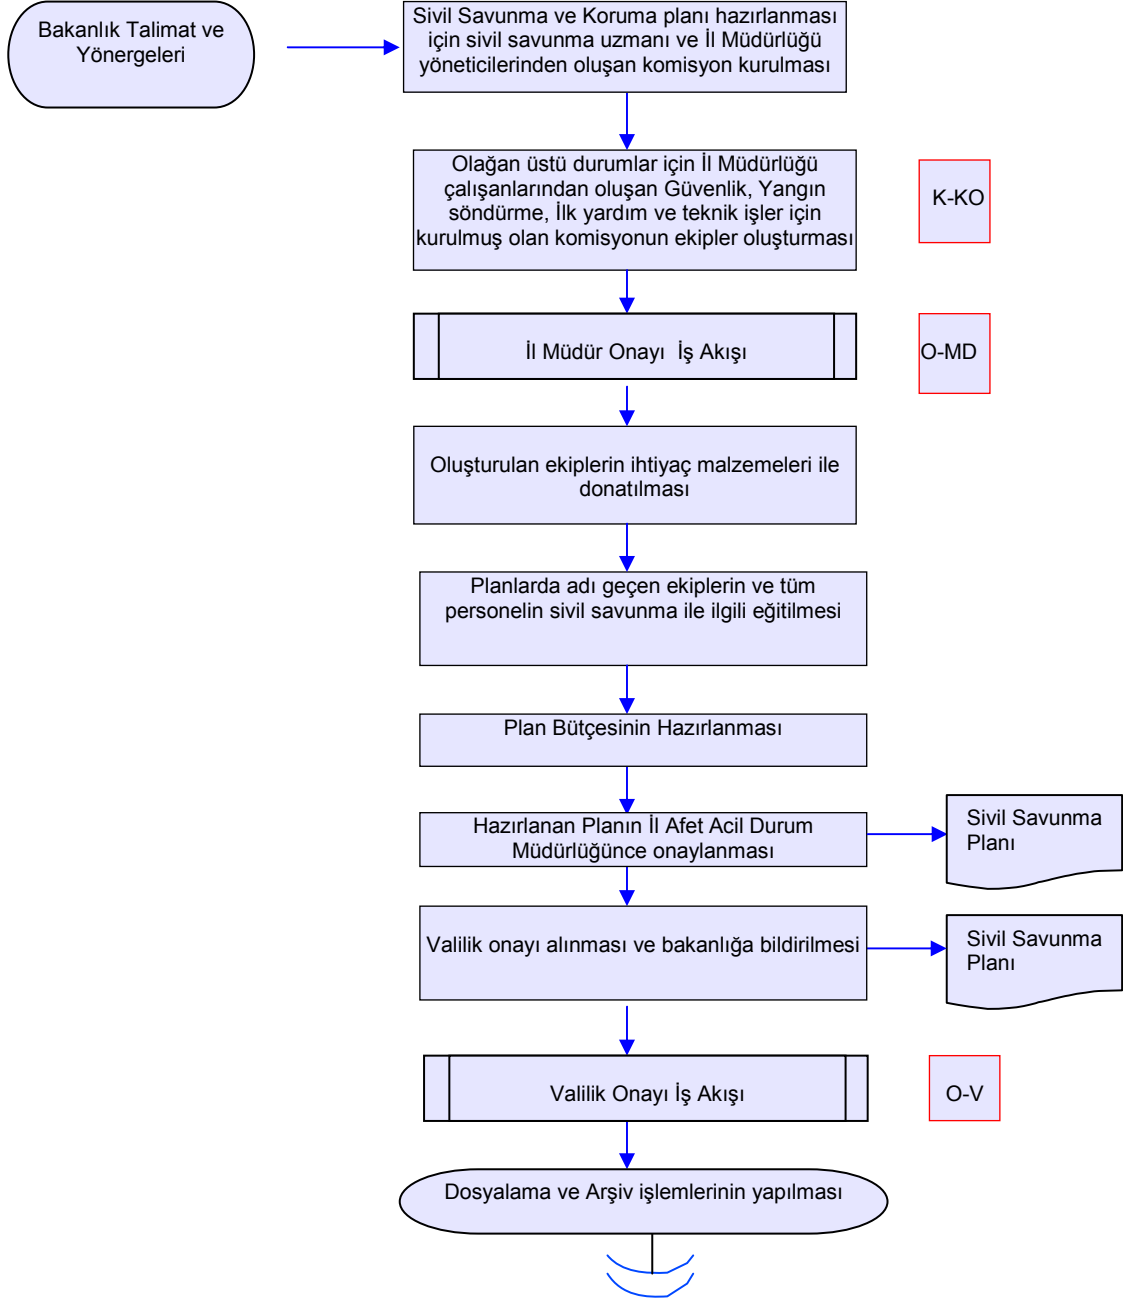 Bakanlık Talimat ve
Yönergeleri
Sivil Savunma ve Koruma planı hazırlanması
için sivil savunma uzmanı ve İl Müdürlüğü
yöneticilerinden oluşan komisyon kurulması
Olağan üstü durumlar için İl Müdürlüğü
çalışanlarından oluşan Güvenlik, Yangın
söndürme, İlk yardım ve teknik işler için
kurulmuş olan komisyonun ekipler oluşturması
K-KO
İl Müdür Onayı  İş Akışı
O-MD
Oluşturulan ekiplerin ihtiyaç malzemeleri ile
donatılması
Planlarda adı geçen ekiplerin ve tüm
personelin sivil savunma ile ilgili eğitilmesi
Plan Bütçesinin Hazırlanması
Hazırlanan Planın İl Afet Acil Durum
Müdürlüğünce onaylanması
Sivil Savunma
Planı
Valilik onayı alınması ve bakanlığa bildirilmesi
Sivil Savunma
Planı
Valilik Onayı İş Akışı
O-V
Dosyalama ve Arşiv işlemlerinin yapılması